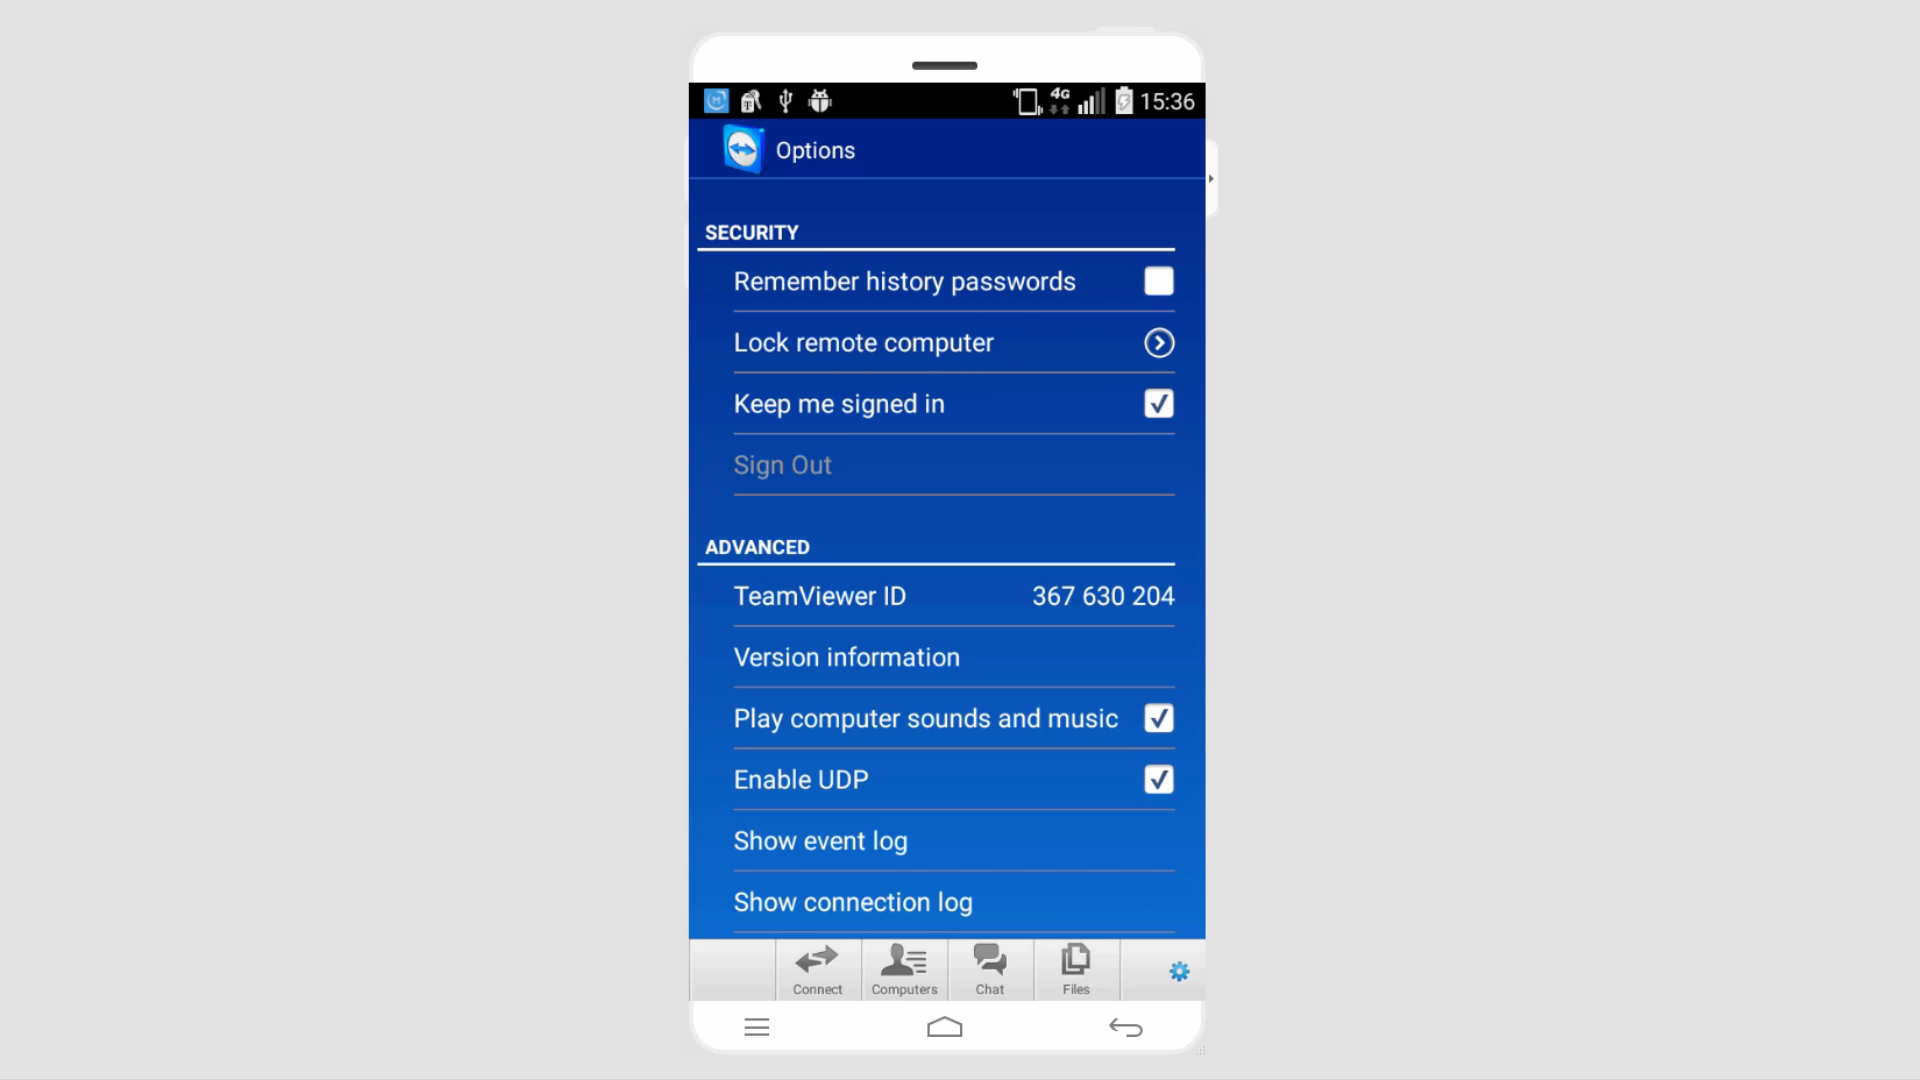 4G 15:36
Options
SECURITY
Remember history passwords
Lock remote computer
Keep me signed in
Sign Out
ADVANCED
TeamViewer ID 367 630 204
Version information
Play computer sounds and music
Enable UDP
Show event log
Show connection log
Connect Computers Chat Files